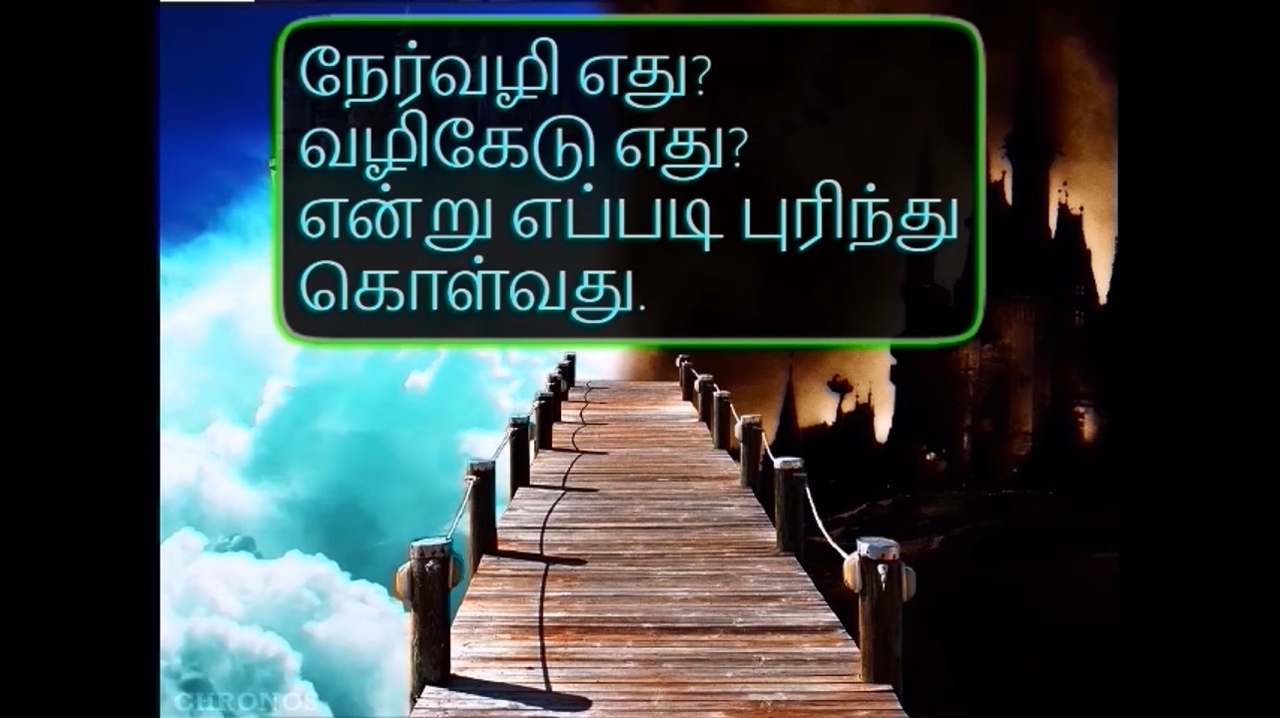 நேர்வழி எது?
வழிகேடு எது?
என்று எப்படி புரிந்து
கொள்வது.
CHRONOS